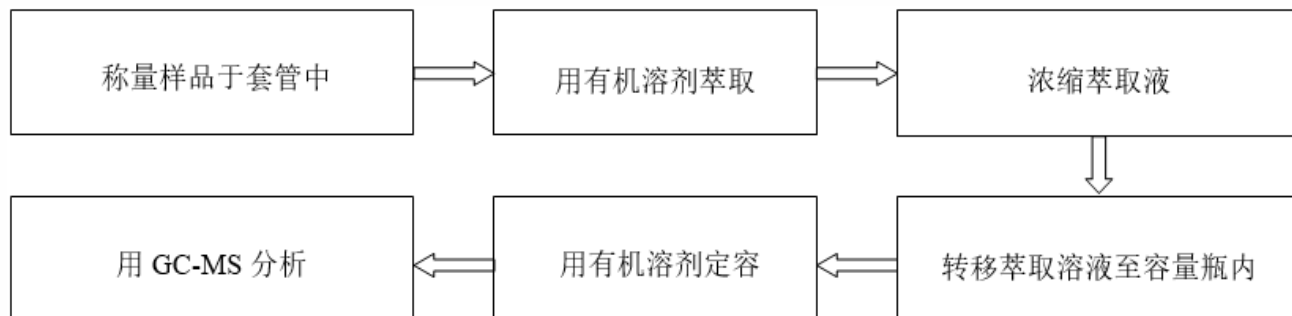 称量样品于套管中
用有机溶剂萃取
浓缩萃取液
转移萃取溶液至容量瓶内
用有机溶剂定容
用 GC-MS 分析